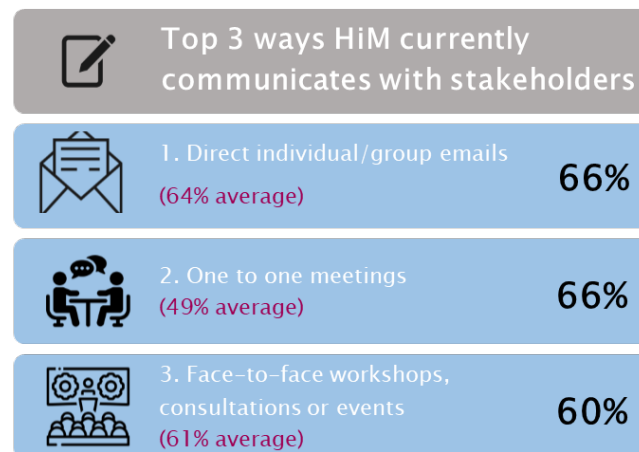 Top 3 ways HiM currently
communicates with stakeholders
1. Direct individual/group emails
(64% average)
66%
2. One to one meetings
(49% average)
66%
3. Face-to-face workshops,
consultations or events
(61% average)
60%